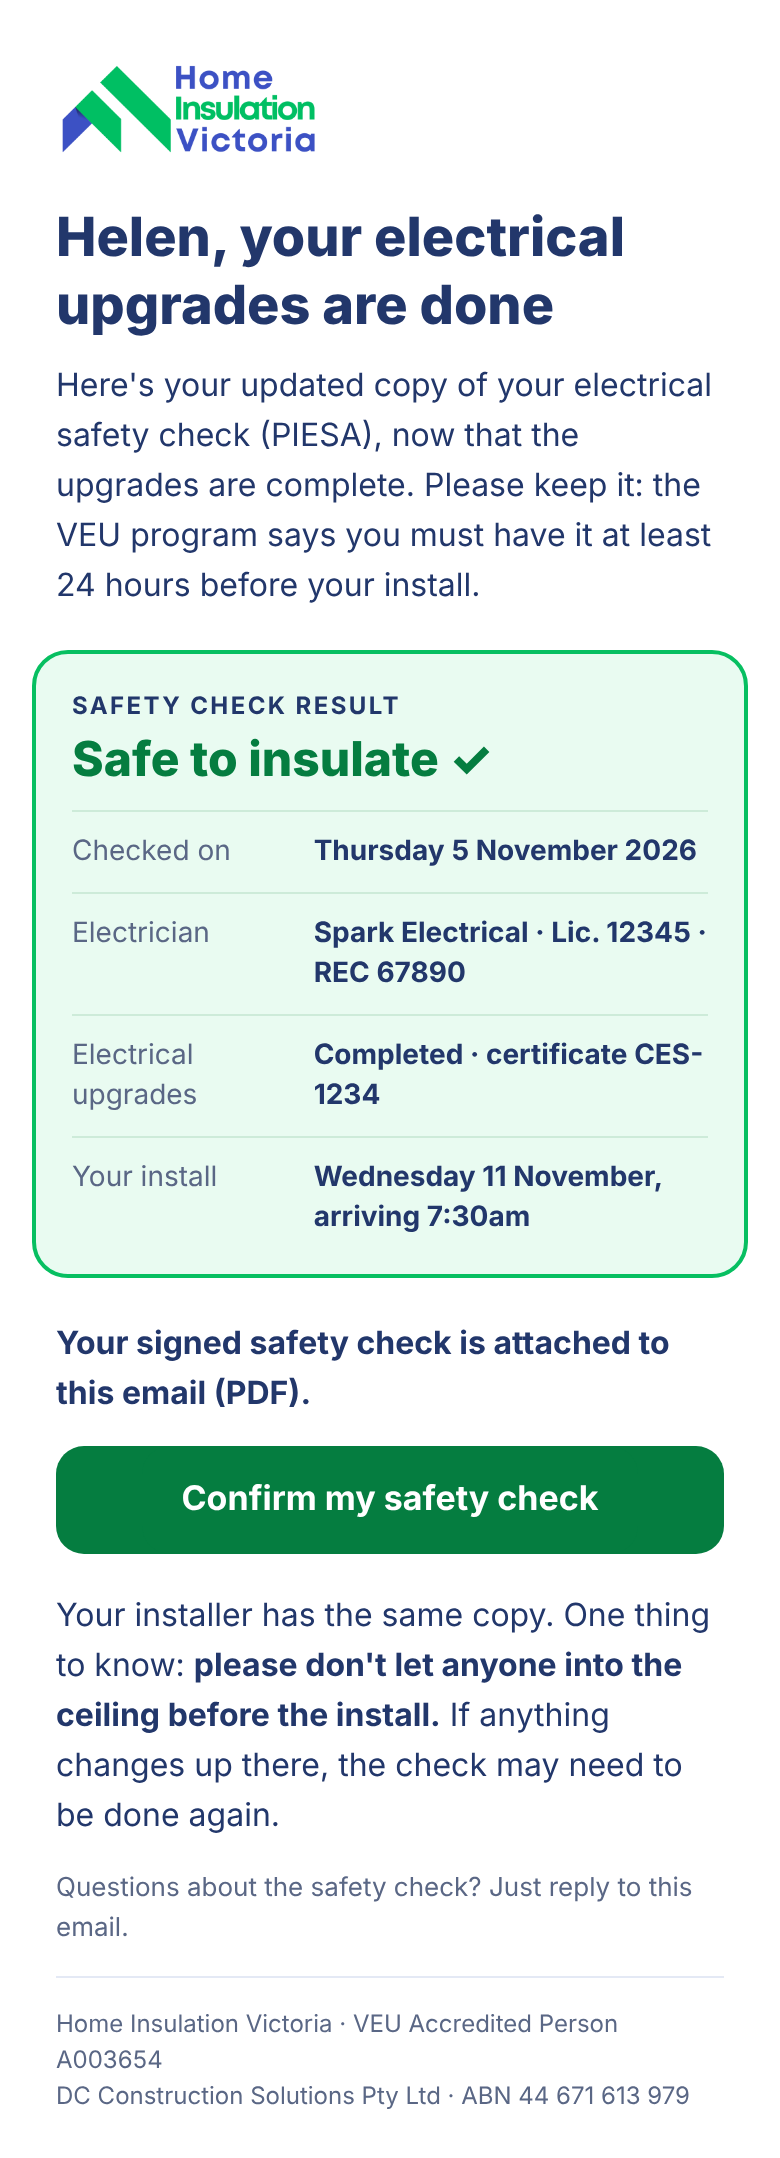 Home
Insulation
Victoria
Helen, your electrical
upgrades are done
Here's your updated copy of your electrical
safety check (PIESA), now that the
upgrades are complete. Please keep it: the
VEU program says you must have it at least
24 hours before your install.
SAFETY CHECK RESULT
Safe to insulate ✓
Checked on Thursday 5 November 2026
Electrician Spark Electrical · Lic. 12345 ·
REC 67890
Electrical Completed · certificate CES-
upgrades 1234
Your install Wednesday 11 November,
arriving 7:30am
Your signed safety check is attached to
this email (PDF).
Confirm my safety check
Your installer has the same copy. One thing
to know: please don't let anyone into the
ceiling before the install. If anything
changes up there, the check may need to
be done again.
Questions about the safety check? Just reply to this
email.
Home Insulation Victoria · VEU Accredited Person
A003654
DC Construction Solutions Pty Ltd · ABN 44 671 613 979